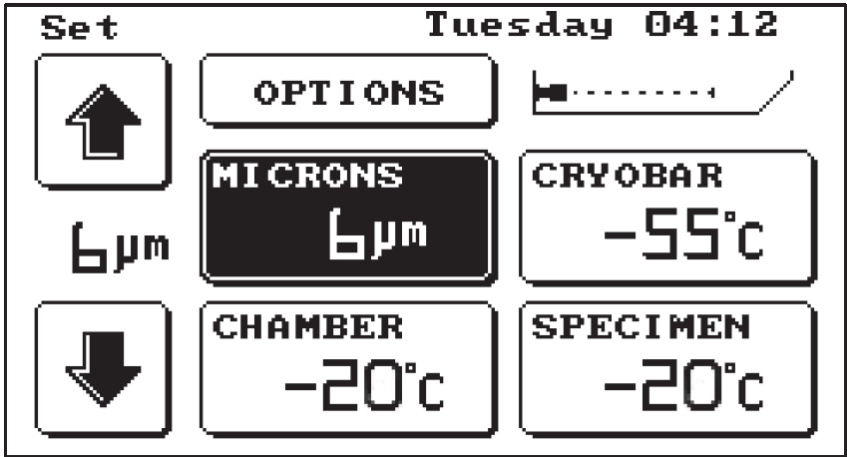 Set Tuesday 04:12
OPTIONS
MICRONS CRYOBAR
6µm 6µm -55°C
CHAMBER SPECIMEN
-20°C -20°C